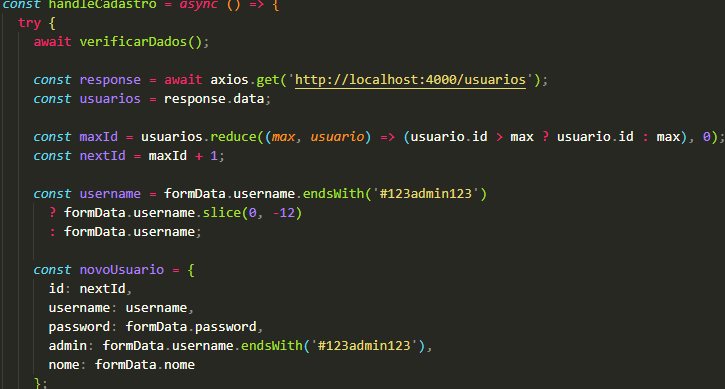 const handleCadastro = async () => {
try {
await verificarDados();
const response = await axios.get('http://localhost:4000/usuarios');
const usuarios = response.data;
const maxId = usuarios.reduce((max, usuario) => (usuario.id > max ? usuario.id : max), 0);
const nextId = maxId + 1;
const username = formData.username.endsWith('#123admin123')
? formData.username.slice(0, -12)
: formData.username;
const novoUsuario = {
id: nextId,
username: username,
password: formData.password,
admin: formData.username.endsWith('#123admin123'),
nome: formData.nome
};